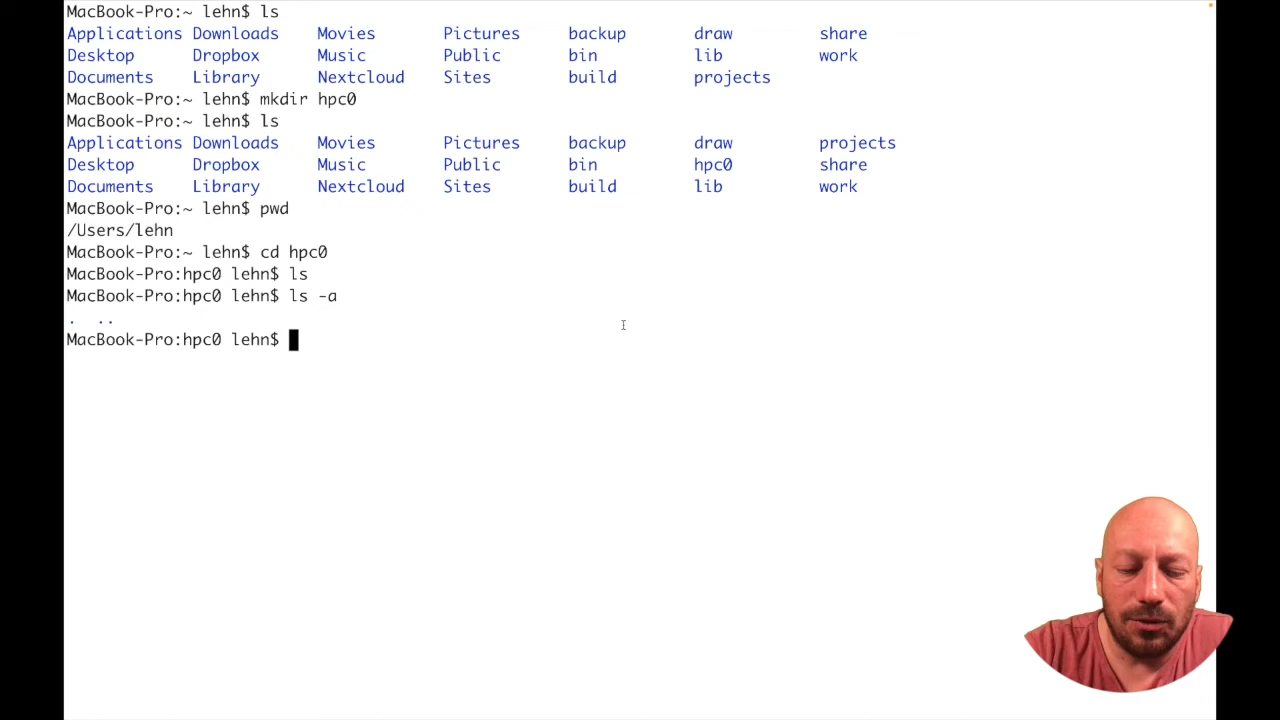 MacBook-Pro:~ lehn$ ls
Applications Downloads Movies Pictures backup draw share
Desktop Dropbox Music Public bin lib work
Documents Library Nextcloud Sites build projects
MacBook-Pro:~ lehn$ mkdir hpc0
MacBook-Pro:~ lehn$ ls
Applications Downloads Movies Pictures backup draw projects
Desktop Dropbox Music Public bin hpc0 share
Documents Library Nextcloud Sites build lib work
MacBook-Pro:~ lehn$ pwd
/Users/lehn
MacBook-Pro:~ lehn$ cd hpc0
MacBook-Pro:hpc0 lehn$ ls
MacBook-Pro:hpc0 lehn$ ls -a
. ..
MacBook-Pro:hpc0 lehn$